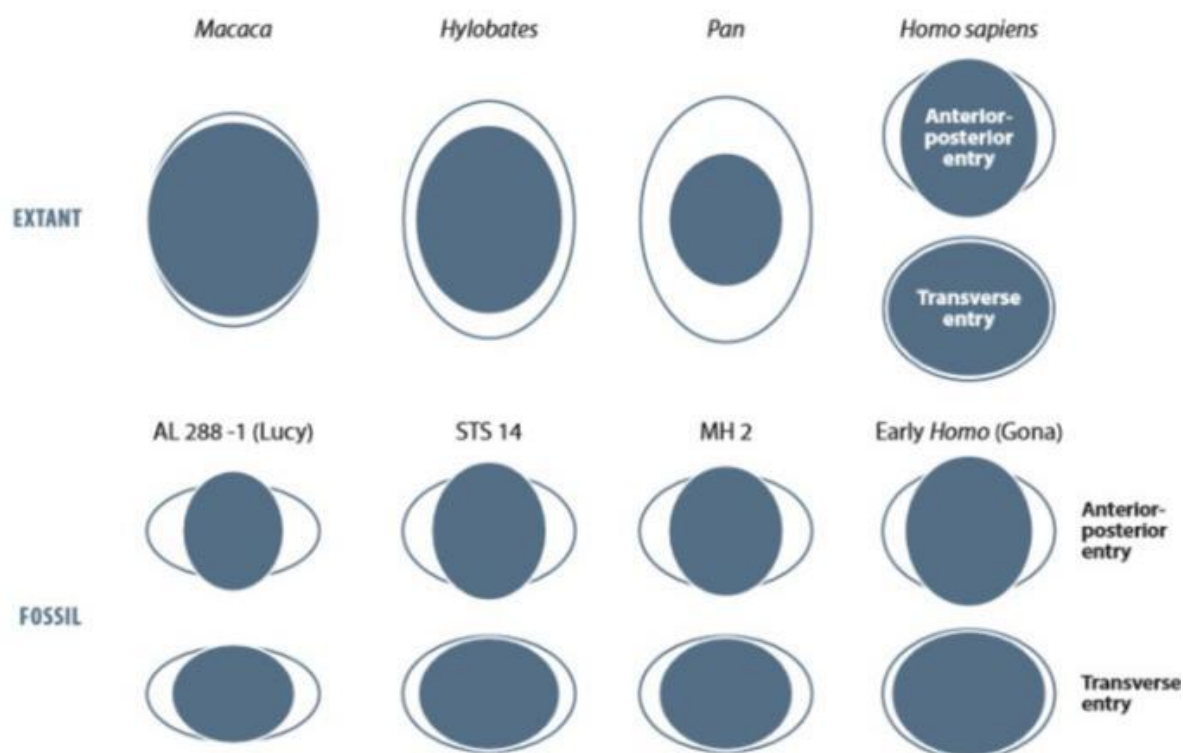 Macaca
Hylobates
Pan
Homo sapiens
EXTANT
Anterior-
posterior
entry
Transverse
entry
AL 288 -1 (Lucy)
STS 14
MH 2
Early Homo (Gona)
FOSSIL
Anterior-
posterior
entry
Transverse
entry